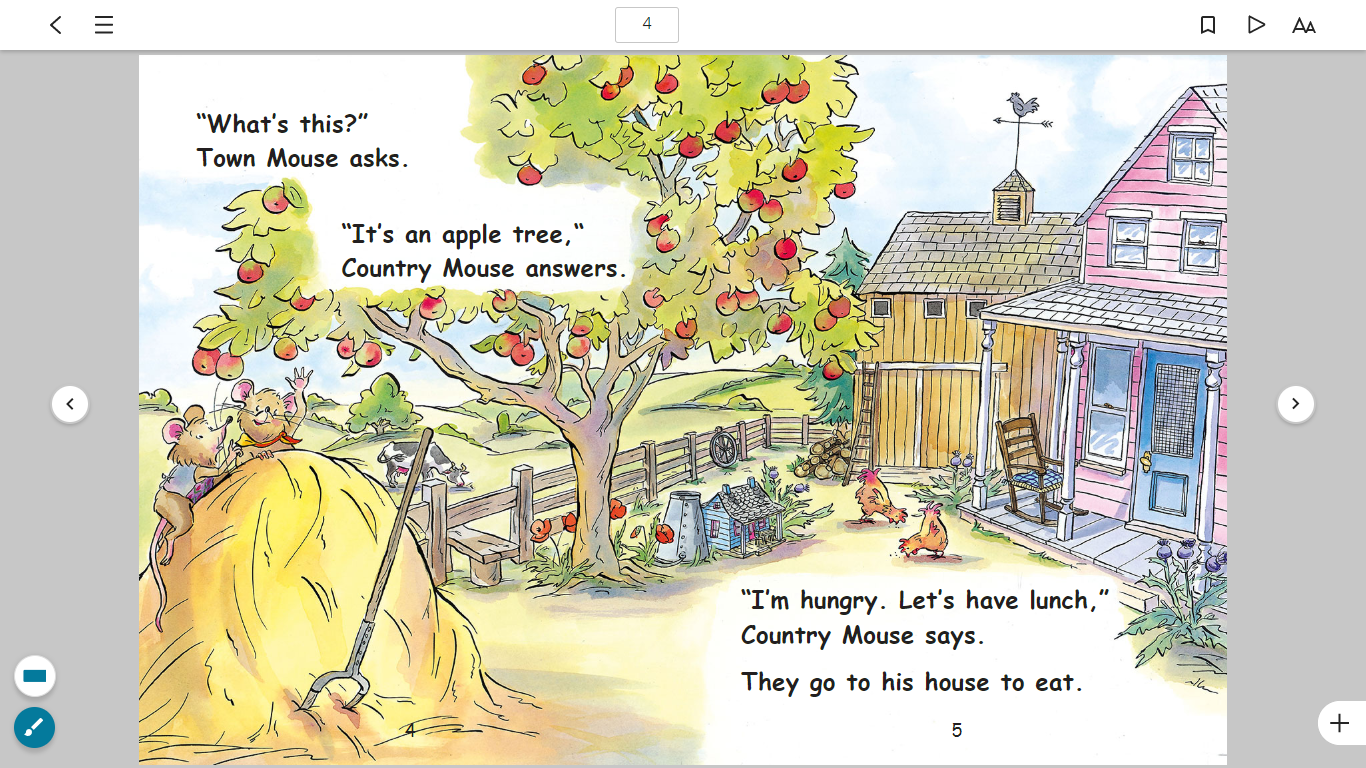 4
“What's this?”
Town Mouse asks.
“It's an apple tree,“
Country Mouse answers.
“I'm hungry. Let's have lunch,”
Country Mouse says.
They go to his house to eat.
4
5